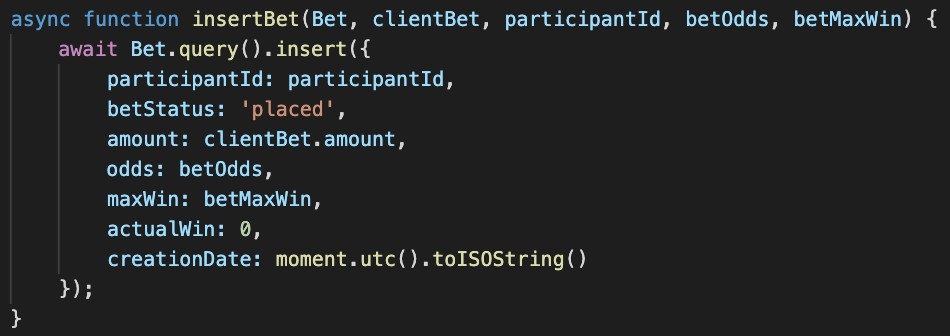 async function insertBet(Bet, clientBet, participantId, betOdds, betMaxWin) {
    await Bet.query().insert({
        participantId: participantId,
        betStatus: 'placed',
        amount: clientBet.amount,
        odds: betOdds,
        maxWin: betMaxWin,
        actualWin: 0,
        creationDate: moment.utc().toISOString()
    });
}